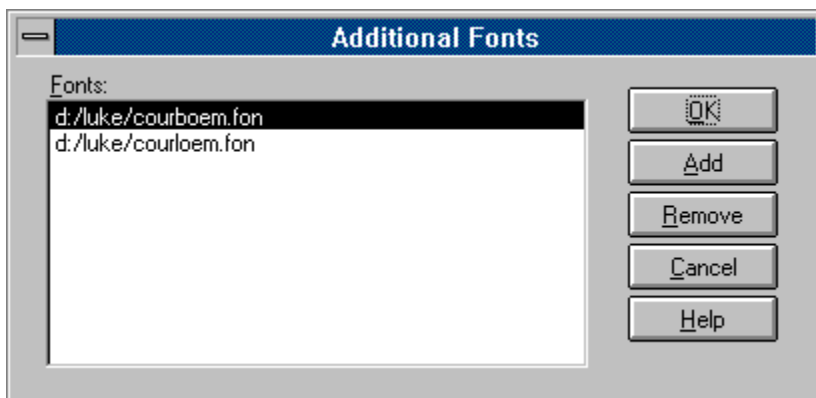 Additional Fonts
Fonts:
d:/luke/courboem.fon
d:/luke/courloem.fon
OK
Add
Remove
Cancel
Help